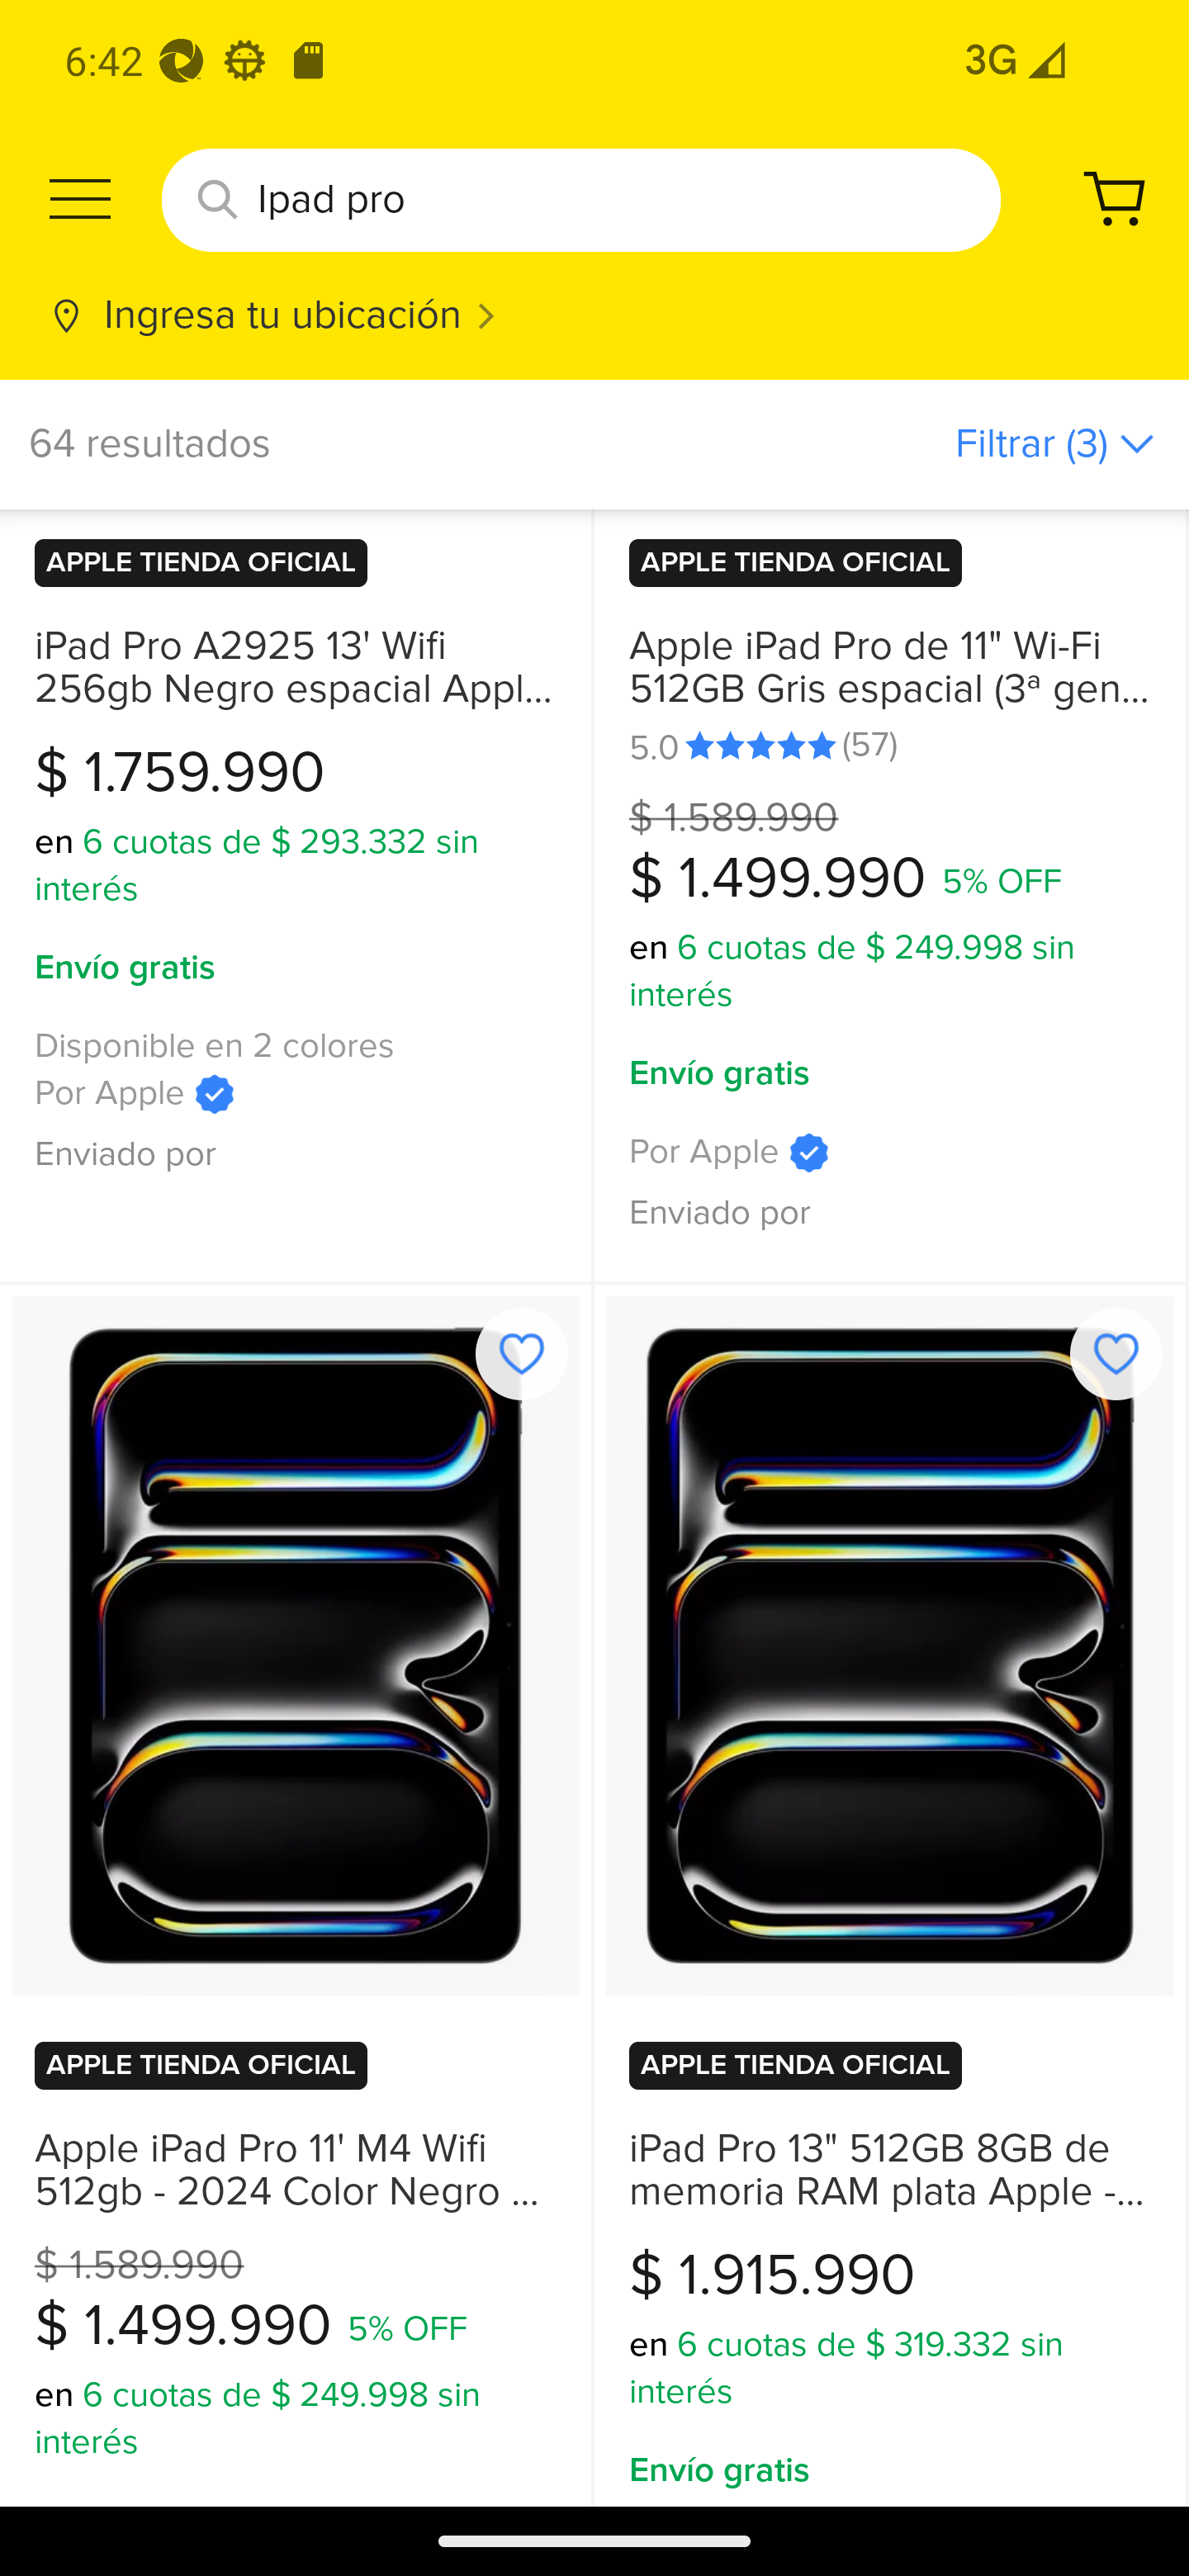 6:42
3G
Ipad pro
Ingresa tu ubicación
64 resultados
Filtrar (3)
APPLE TIENDA OFICIAL
iPad Pro A2925 13' Wifi
256gb Negro espacial Appl...
$ 1.759.990
en 6 cuotas de $ 293.332 sin
interés
Envío gratis
Disponible en 2 colores
Por Apple
Enviado por
APPLE TIENDA OFICIAL
Apple iPad Pro de 11" Wi-Fi
512GB Gris espacial (3ª gen...
5.0 (57)
$ 1.589.990
$ 1.499.990 5% OFF
en 6 cuotas de $ 249.998 sin
interés
Envío gratis
Por Apple
Enviado por
APPLE TIENDA OFICIAL
Apple iPad Pro 11' M4 Wifi
512gb - 2024 Color Negro ...
$ 1.589.990
$ 1.499.990 5% OFF
en 6 cuotas de $ 249.998 sin
interés
APPLE TIENDA OFICIAL
iPad Pro 13" 512GB 8GB de
memoria RAM plata Apple -...
$ 1.915.990
en 6 cuotas de $ 319.332 sin
interés
Envío gratis